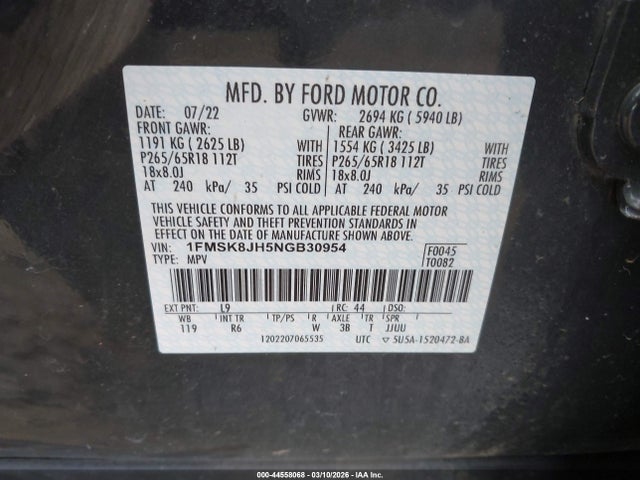 MFD. BY FORD MOTOR CO.
DATE: 07/22 GVWR: 2694 KG ( 5940 LB)
FRONT GAWR: REAR GAWR:
1191 KG ( 2625 LB) WITH 1554 KG ( 3425 LB) WITH
P265/65R18 112T TIRES P265/65R18 112T TIRES
18x8.0J RIMS 18x8.0J RIMS
AT 240 kPa/ 35 PSI COLD AT 240 kPa/ 35 PSI COLD
THIS VEHICLE CONFORMS TO ALL APPLICABLE FEDERAL MOTOR
VEHICLE SAFETY AND THEFT PREVENTION STANDARDS IN EFFECT
ON THE DATE OF MANUFACTURE SHOWN ABOVE.
VIN: 1FMSK8JH5NGB30954 F0045
TYPE: MPV T0082
EXT PNT: L9 RC: 44 DSO:
WB INT TR TP/PS R AXLE TR SPR
119 R6 W 3B T JJUU
1202207065535 UTC ▽ 5U5A-1520472-BA
000-44558068 - 03/10/2026 - IAA Inc.